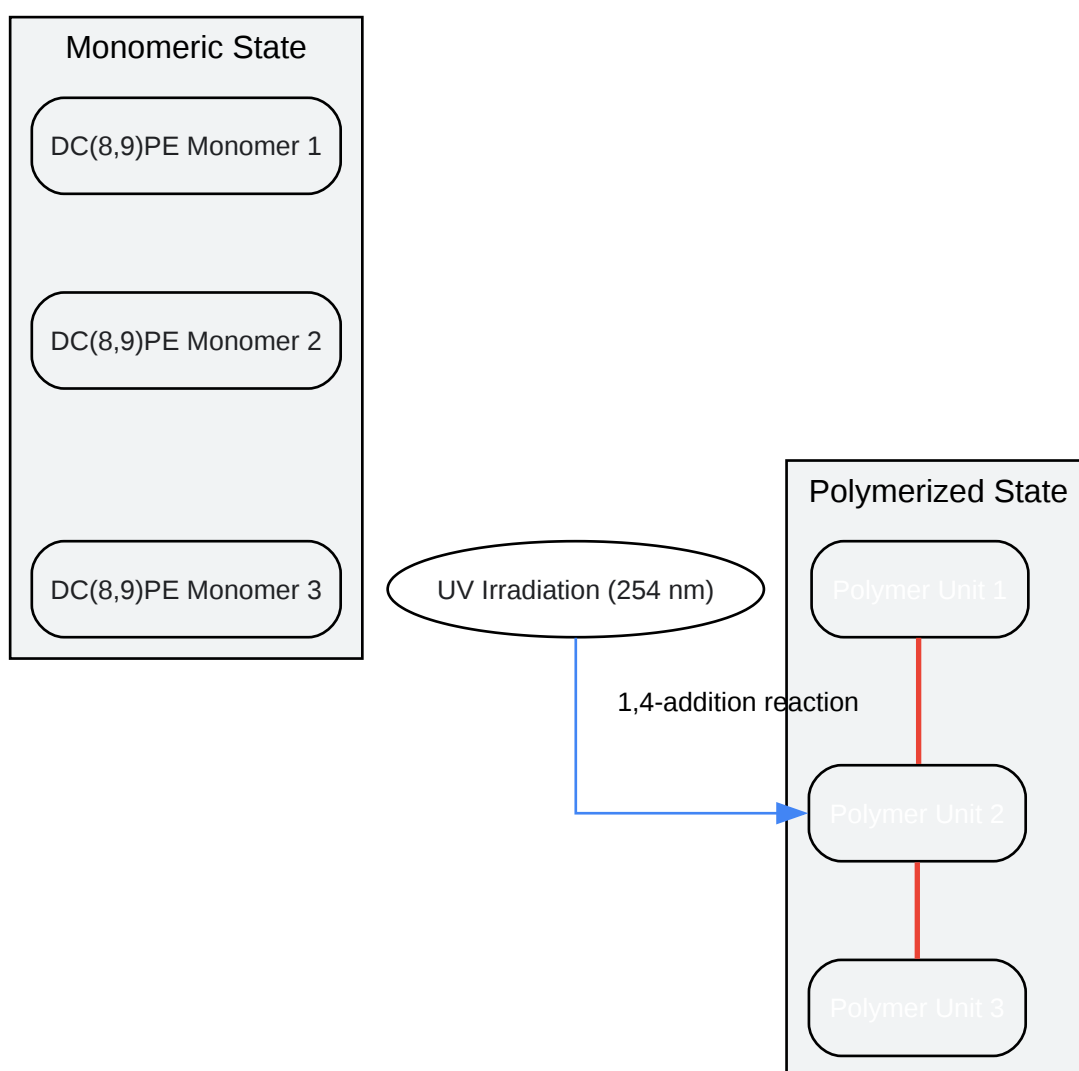 Monomeric State
DC(8,9)PE Monomer 1
DC(8,9)PE Monomer 2
DC(8,9)PE Monomer 3
UV Irradiation (254 nm)
1,4-addition reaction
Polymerized State
Polymer Unit 1
Polymer Unit 2
Polymer Unit 3